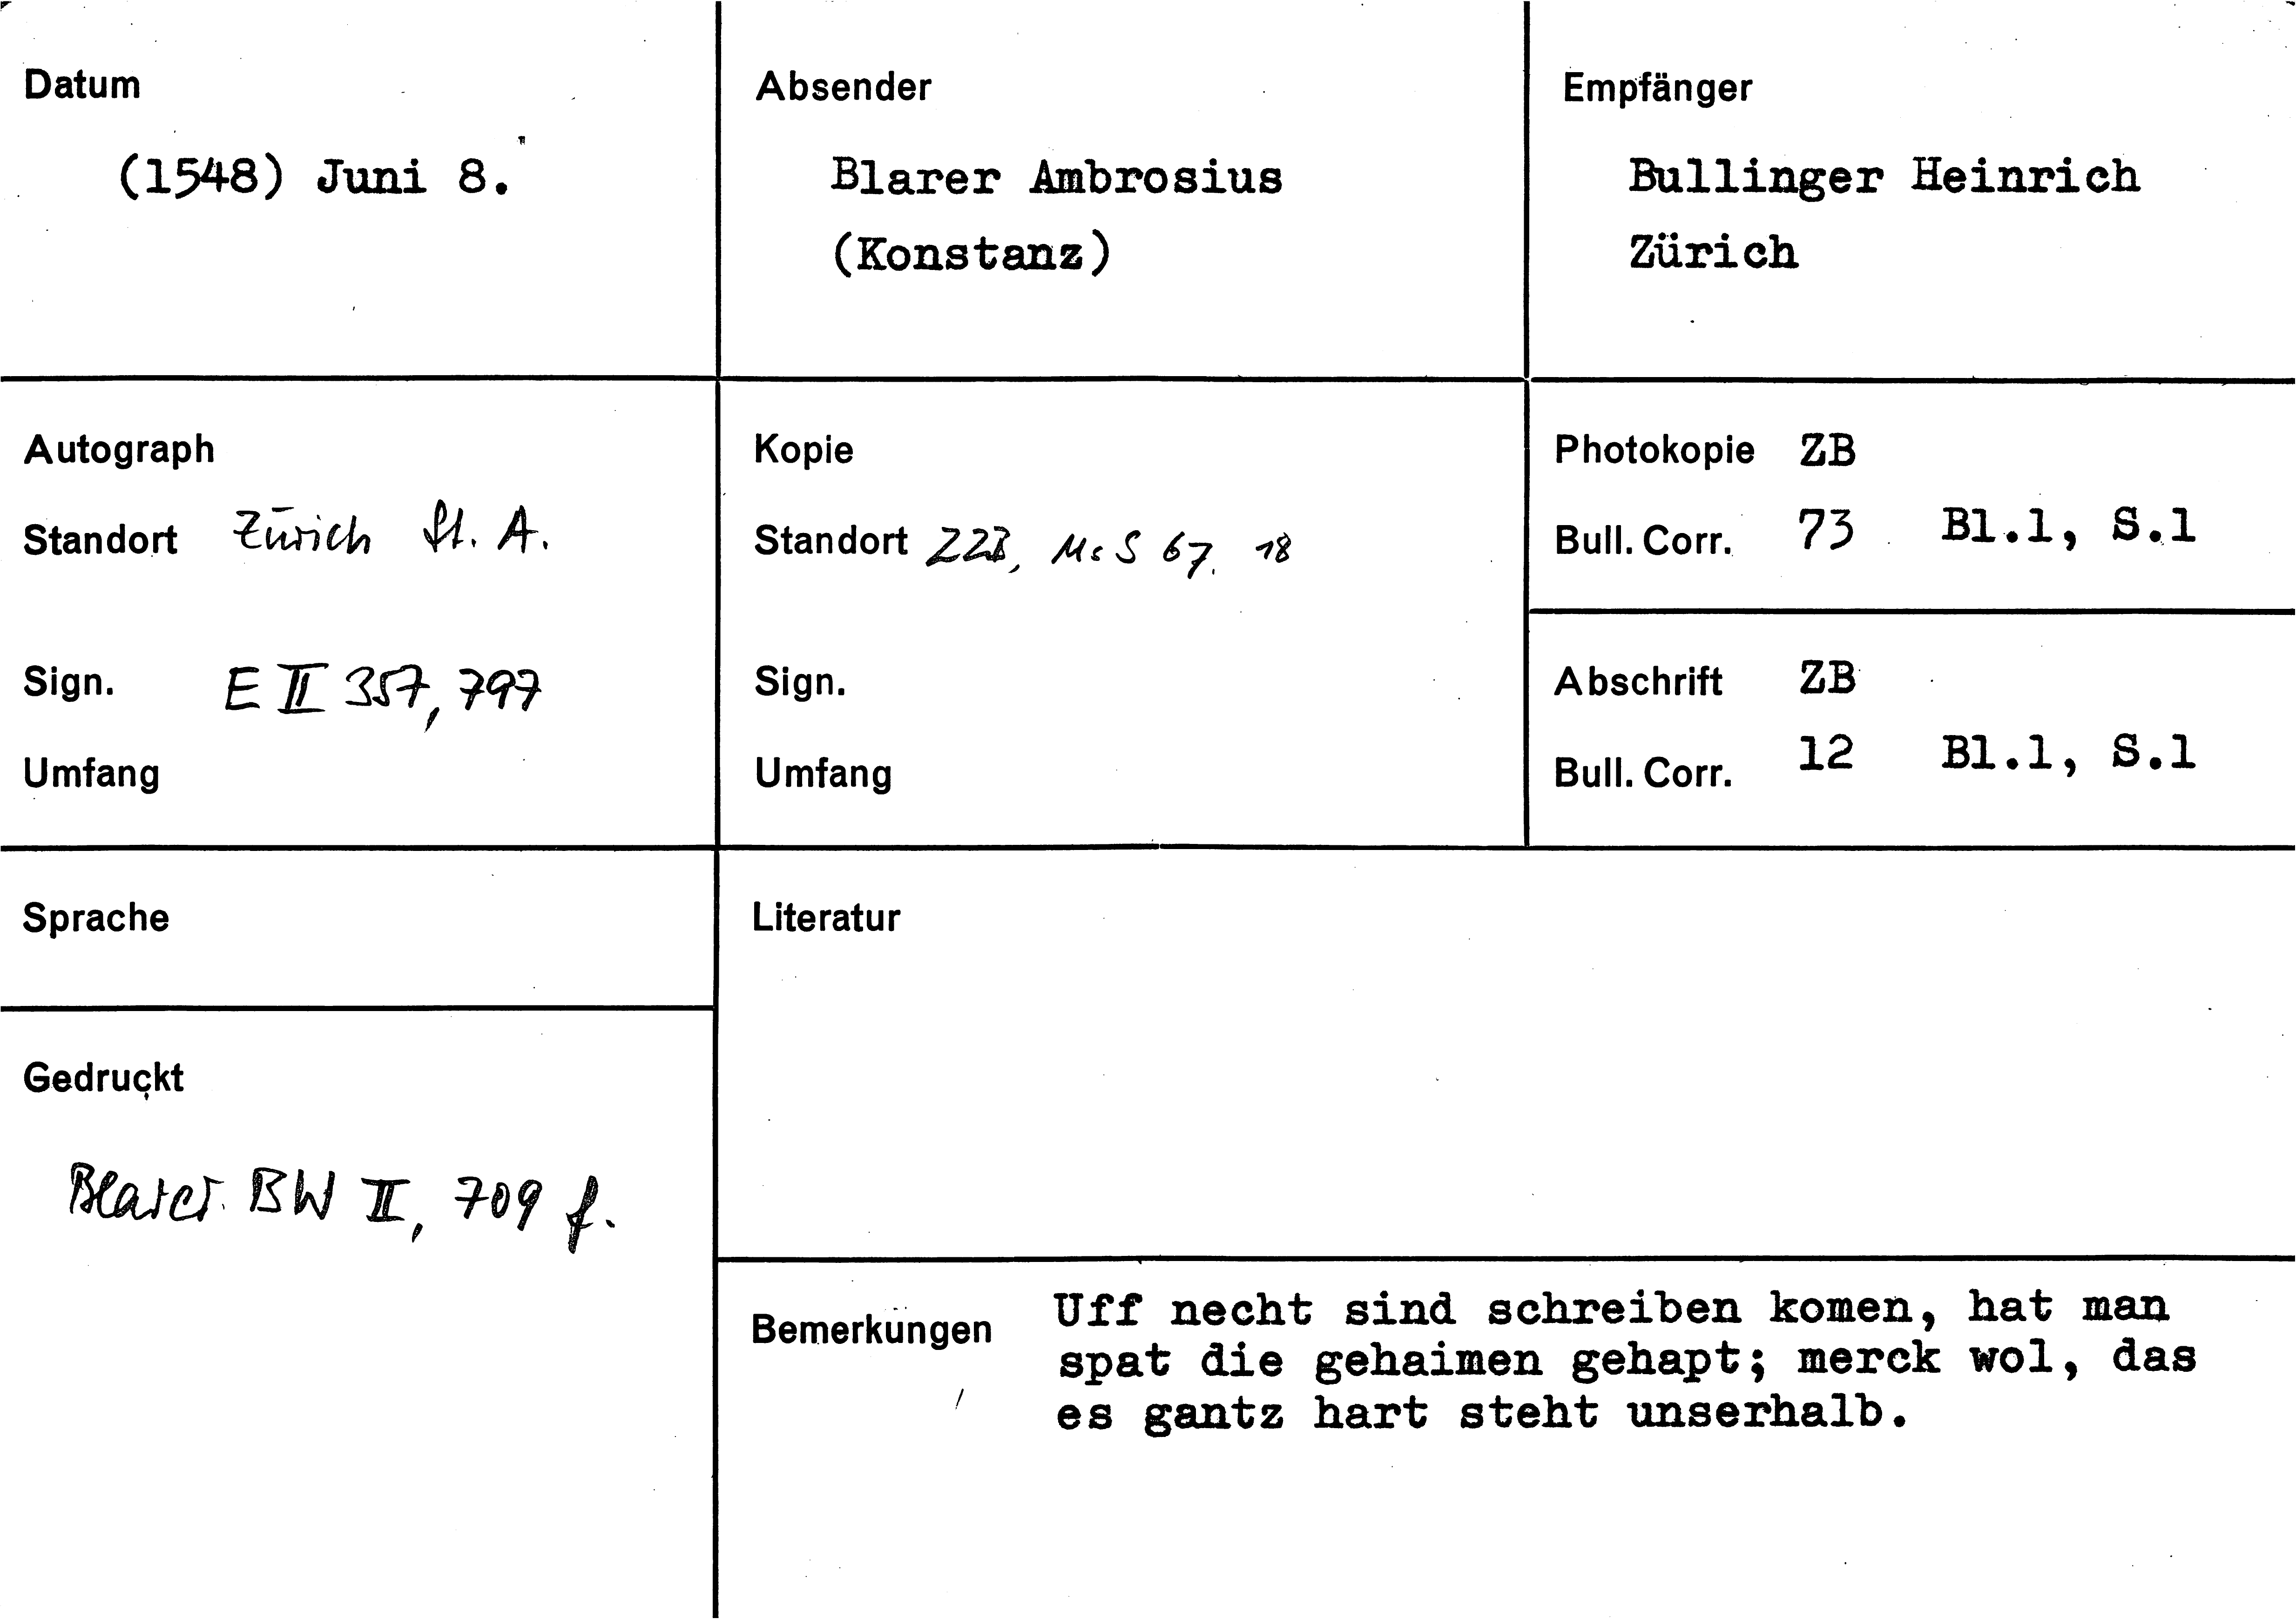 Datum
(1548) Juni 8.
Absender
Blarer Ambrosius
(Konstanz)
Empfänger
Bullinger Heinrich
Zürich
Autograph
Standort Zürich St. A.
Sign. E II 357, 797
Umfang
Kopie
Standort ZZB, Ms S 67. 18
Sign.
Umfang
Photokopie ZB
Bull. Corr. 73 Bl.1, S.1
Abschrift ZB
Bull. Corr. 12 Bl.1, S.1
Sprache
Literatur
Gedruckt
Blarer BW II, 709 f.
Bemerkungen Uff necht sind schreiben komen, hat man
spat die gehaimen gehapt; merck wol, das
es gantz hart steht unserhalb.